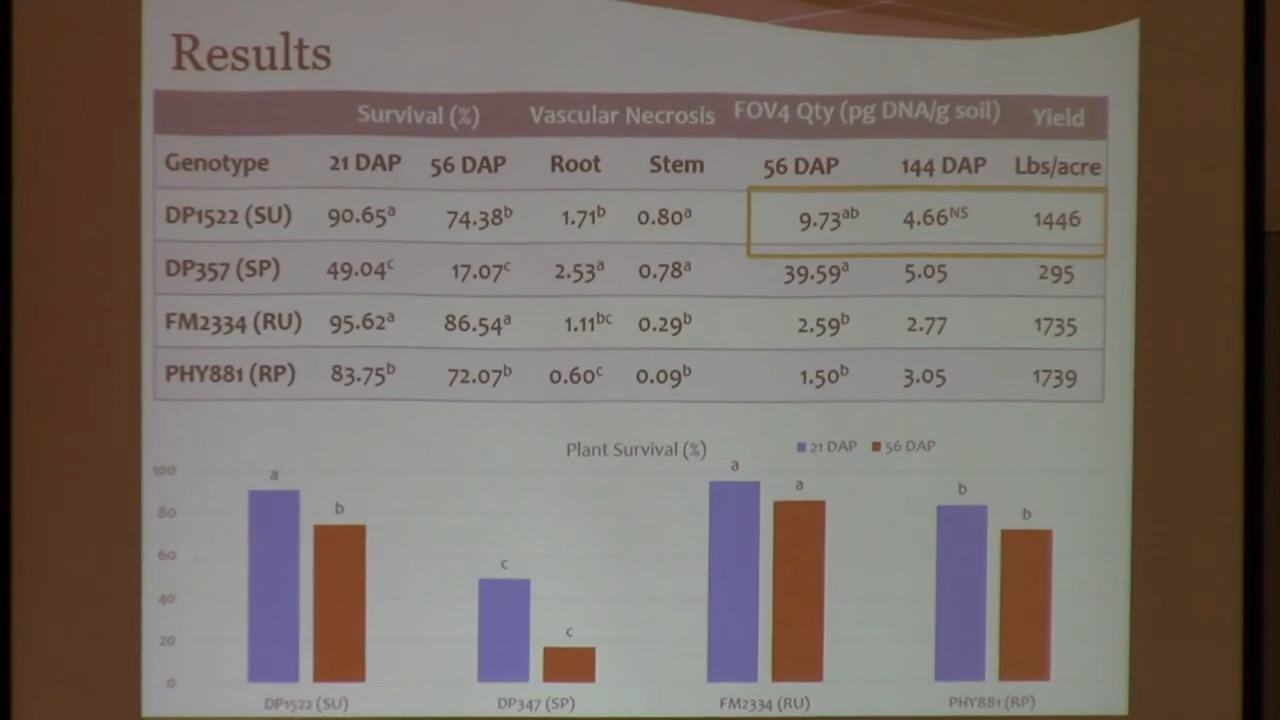 Results
Survival (%) Vascular Necrosis FOV4 Qty (pg DNA/g soil) Yield
Genotype 21 DAP 56 DAP Root Stem 56 DAP 144 DAP Lbs/acre
DP1522 (SU) 90.65ᵃ 74.38ᵇ 1.71ᵇ 0.80ᵃ 9.73ᵃᵇ 4.66ᴺˢ 1446
DP357 (SP) 49.04ᶜ 17.07ᶜ 2.53ᵃ 0.78ᵃ 39.59ᵃ 5.05 295
FM2334 (RU) 95.62ᵃ 86.54ᵃ 1.11ᵇᶜ 0.29ᵇ 2.59ᵇ 2.77 1735
PHY881 (RP) 83.75ᵇ 72.07ᵇ 0.60ᶜ 0.09ᵇ 1.50ᵇ 3.05 1739
Plant Survival (%) 21 DAP 56 DAP
100
80
60
40
20
0
a b c c a a b b
DP1522 (SU) DP347 (SP) FM2334 (RU) PHY881 (RP)